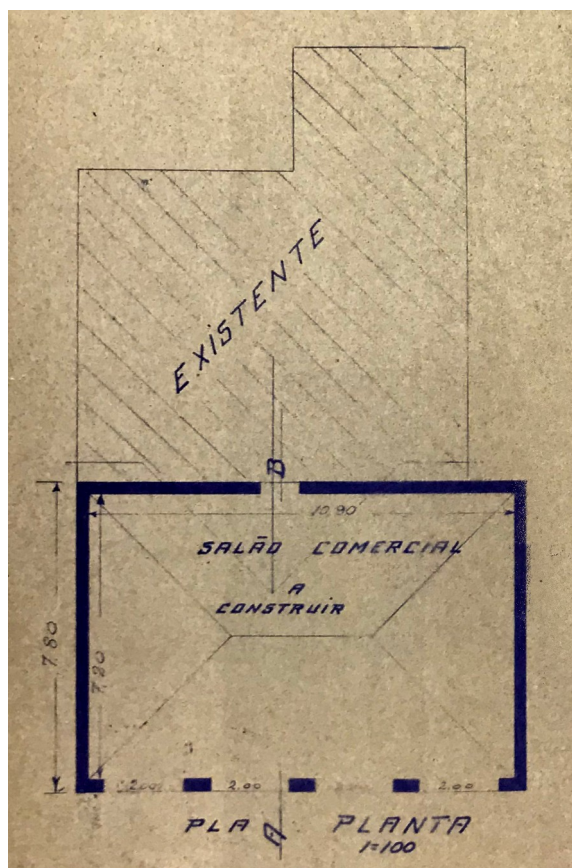 EXISTENTE
B
10.90
SALÃO COMERCIAL
A
CONSTRUIR
7.80
7.20
2.00 2.00 2.00
PLA A PLANTA
1=100